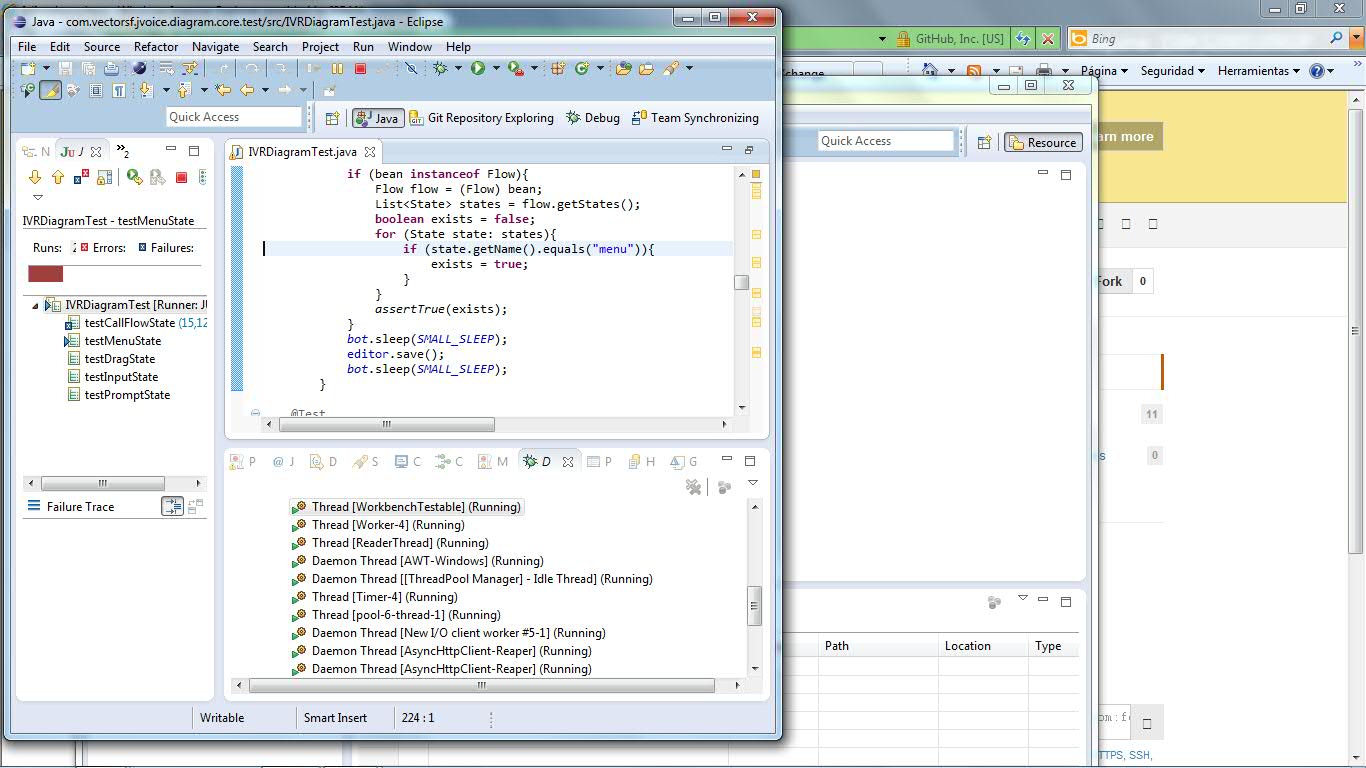 Java - com.vectorsf.jvoice.diagram.core.test/src/IVRDiagramTest.java - Eclipse
File Edit Source Refactor Navigate Search Project Run Window Help
Quick Access
Java
Git Repository Exploring
Debug
Team Synchronizing
N
JU J
2
IVRDiagramTest - testMenuState
Runs: 2 Errors: Failures:
IVRDiagramTest [Runner: JU
testCallFlowState (15,12
testMenuState
testDragState
testInputState
testPromptState
Failure Trace
IVRDiagramTest.java
if (bean instanceof Flow){
Flow flow = (Flow) bean;
List<State> states = flow.getStates();
boolean exists = false;
for (State state: states){
if (state.getName().equals("menu")){
exists = true;
}
}
assertTrue(exists);
}
bot.sleep(SMALL_SLEEP);
editor.save();
bot.sleep(SMALL_SLEEP);
}
@Test
P @ J D S C C M D P H G
Thread [WorkbenchTestable] (Running)
Thread [Worker-4] (Running)
Thread [ReaderThread] (Running)
Daemon Thread [AWT-Windows] (Running)
Daemon Thread [[ThreadPool Manager] - Idle Thread] (Running)
Thread [Timer-4] (Running)
Thread [pool-6-thread-1] (Running)
Daemon Thread [New I/O client worker #5-1] (Running)
Daemon Thread [AsyncHttpClient-Reaper] (Running)
Daemon Thread [AsyncHttpClient-Reaper] (Running)
Writable
Smart Insert
224 : 1
GitHub, Inc. [US]
Bing
Página Seguridad Herramientas
Quick Access
Resource
arn more
Fork 0
11
s 0
Path Location Type
om:f
TTPS, SSH,